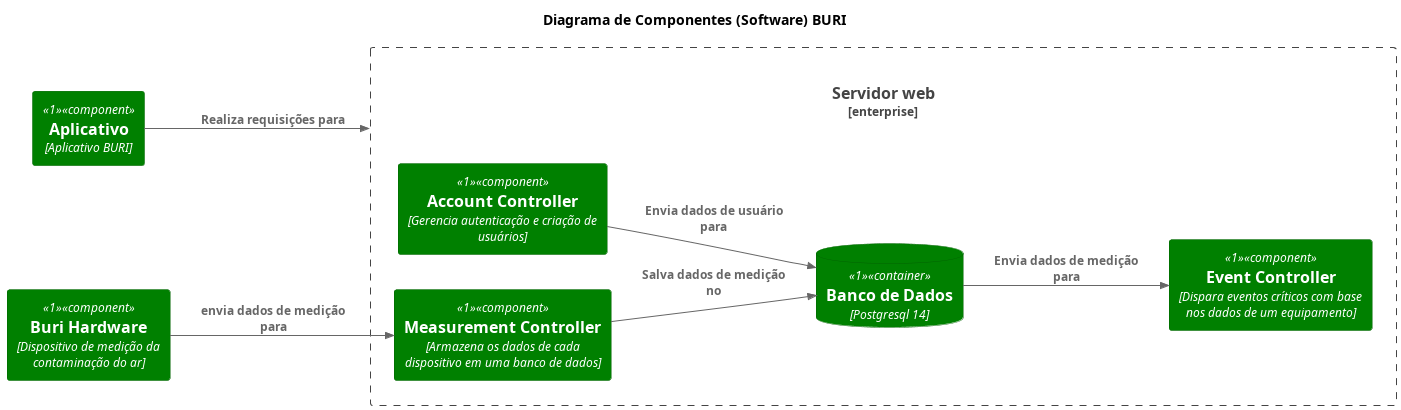 Diagrama de Componentes (Software) BURI
Servidor web
[enterprise]
«1»«component»
Aplicativo
[Aplicativo BURI]
Realiza requisições para
«1»«component»
Account Controller
[Gerencia autenticação e criação de
usuários]
Envia dados de usuário
para
«1»«component»
Buri Hardware
[Dispositivo de medição da
contaminação do ar]
envia dados de medição
para
«1»«component»
Measurement Controller
[Armazena os dados de cada
dispositivo em uma banco de dados]
Salva dados de medição
no
«1»«container»
Banco de Dados
[Postgresql 14]
Envia dados de medição
para
«1»«component»
Event Controller
[Dispara eventos críticos com base
nos dados de um equipamento]